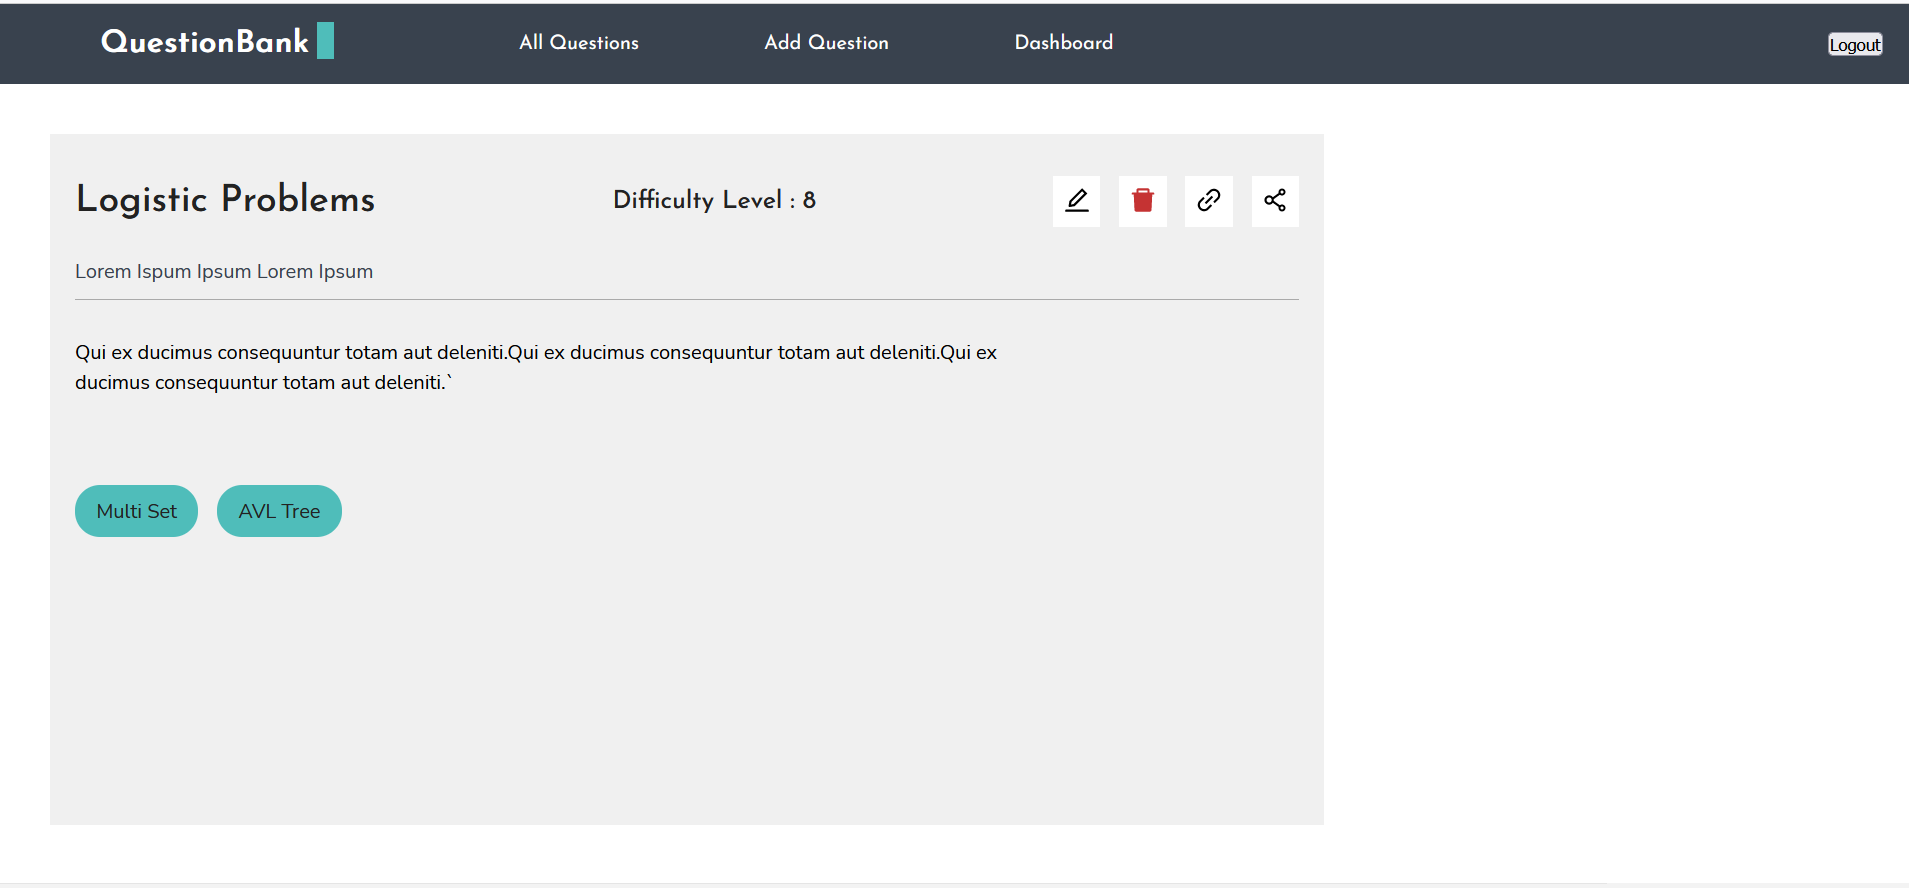 QuestionBank
All Questions
Add Question
Dashboard
Logout
Logistic Problems
Difficulty Level : 8
Lorem Ispum Ipsum Lorem Ipsum
Qui ex ducimus consequuntur totam aut deleniti.Qui ex ducimus consequuntur totam aut deleniti.Qui ex
ducimus consequuntur totam aut deleniti.`
Multi Set
AVL Tree